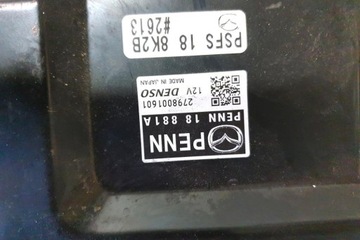 PENN
PENN 18 881A
2798001601
12V DENSO
MADE IN JAPAN
PSFS 18 8K2B
#2613